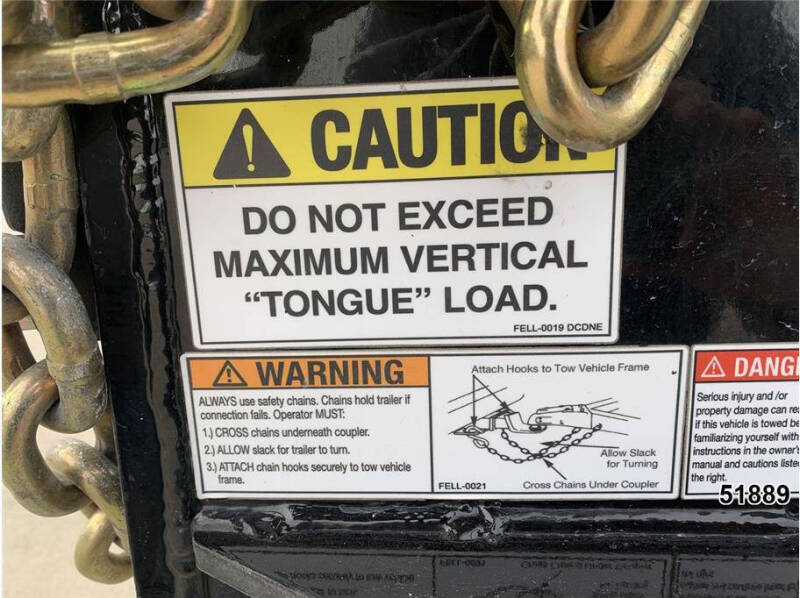 CAUTION
DO NOT EXCEED
MAXIMUM VERTICAL
“TONGUE” LOAD.
FELL-0019 DCDNE
WARNING
ALWAYS use safety chains. Chains hold trailer if
connection fails. Operator MUST:
1.) CROSS chains underneath coupler.
2.) ALLOW slack for trailer to turn.
3.) ATTACH chain hooks securely to tow vehicle
frame.
Attach Hooks to Tow Vehicle Frame
Allow Slack
for Turning
FELL-0021
Cross Chains Under Coupler
DANG
Serious injury and/or
property damage can
if this vehicle is towed
familiarizing yourself with
instructions in the owner's
manual and cautions listed
the right.
51889